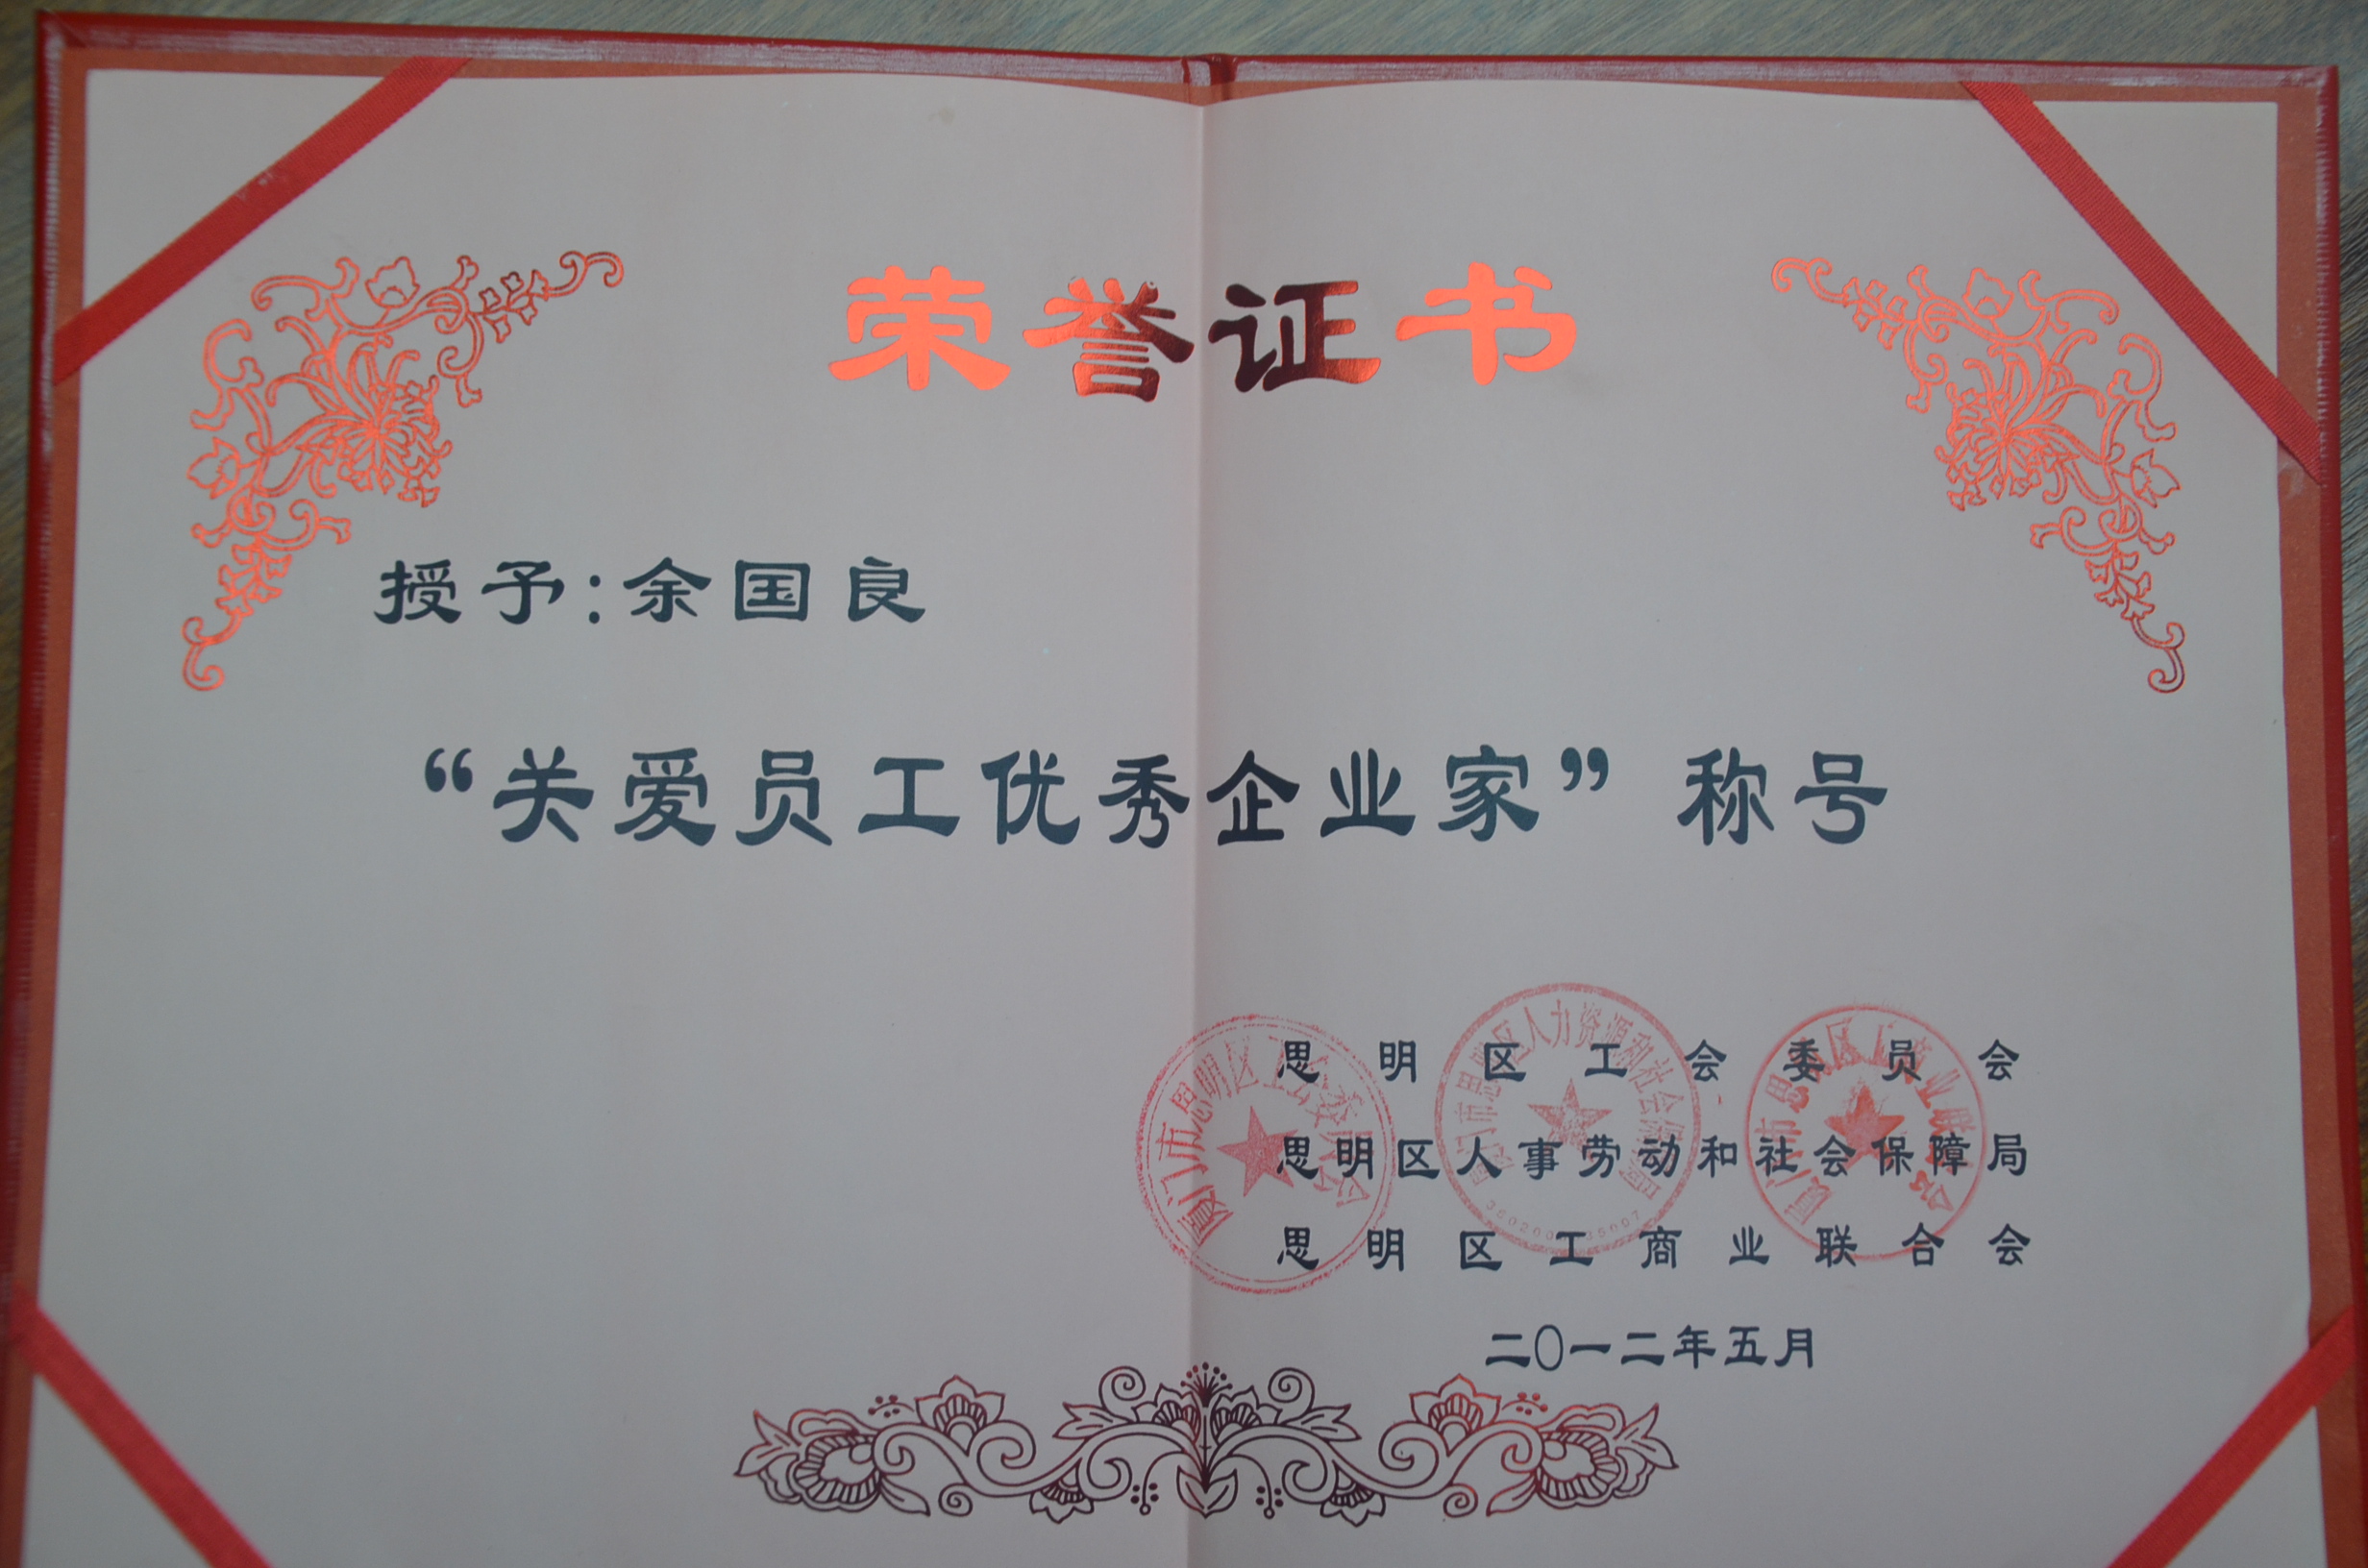 荣誉证书
授予:余国良
“关爱员工优秀企业家”称号
思明区工会委员会
思明区人事劳动和社会保障局
思明区工商业联合会
二〇一二年五月